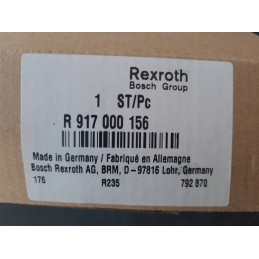 Rexroth
Bosch Group
1 ST/Pc
R 917 000 156
Made in Germany / Fabriqué en Allemagne
Bosch Rexroth AG, BRM, D-97816 Lohr, Germany
176 R235 792 870